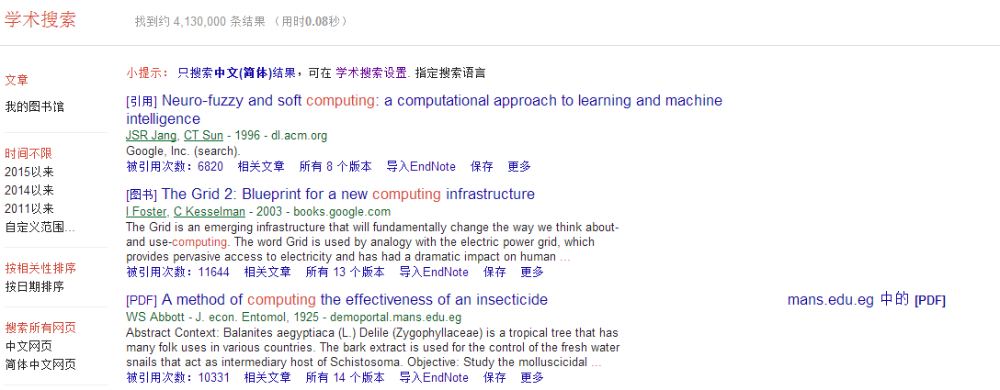 学术搜索
找到约 4,130,000 条结果 （用时0.08秒）
文章
我的图书馆
时间不限
2015以来
2014以来
2011以来
自定义范围...
按相关性排序
按日期排序
搜索所有网页
中文网页
简体中文网页
小提示： 只搜索中文(简体)结果，可在 学术搜索设置. 指定搜索语言
[引用] Neuro-fuzzy and soft computing: a computational approach to learning and machine
intelligence
JSR Jang, CT Sun - 1996 - dl.acm.org
Google, Inc. (search).
被引用次数：6820 相关文章 所有 8 个版本 导入EndNote 保存 更多
[图书] The Grid 2: Blueprint for a new computing infrastructure
I Foster, C Kesselman - 2003 - books.google.com
The Grid is an emerging infrastructure that will fundamentally change the way we think about-
and use-computing. The word Grid is used by analogy with the electric power grid, which
provides pervasive access to electricity and has had a dramatic impact on human ...
被引用次数：11644 相关文章 所有 13 个版本 导入EndNote 保存 更多
[PDF] A method of computing the effectiveness of an insecticide
mans.edu.eg 中的 [PDF]
WS Abbott - J. econ. Entomol, 1925 - demoportal.mans.edu.eg
Abstract Context: Balanites aegyptiaca (L.) Delile (Zygophyllaceae) is a tropical tree that has
many folk uses in various countries. The bark extract is used for the control of the fresh water
snails that act as intermediary host of Schistosoma. Objective: Study the molluscicidal ...
被引用次数：10331 相关文章 所有 14 个版本 导入EndNote 保存 更多